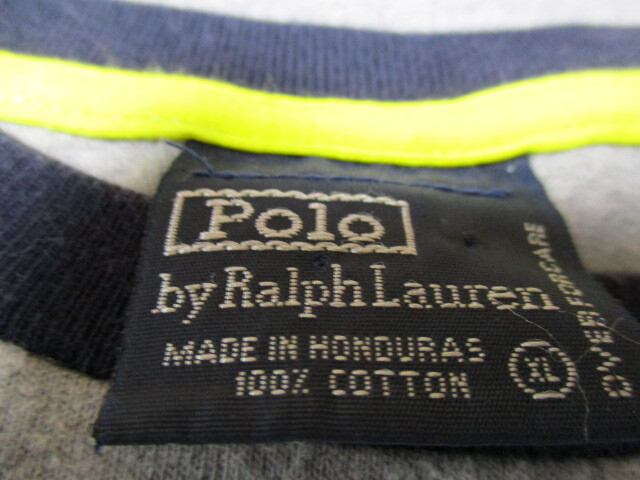 Polo
by Ralph Lauren
MADE IN HONDURAS
100% COTTON
XL
OVER FOR CARE